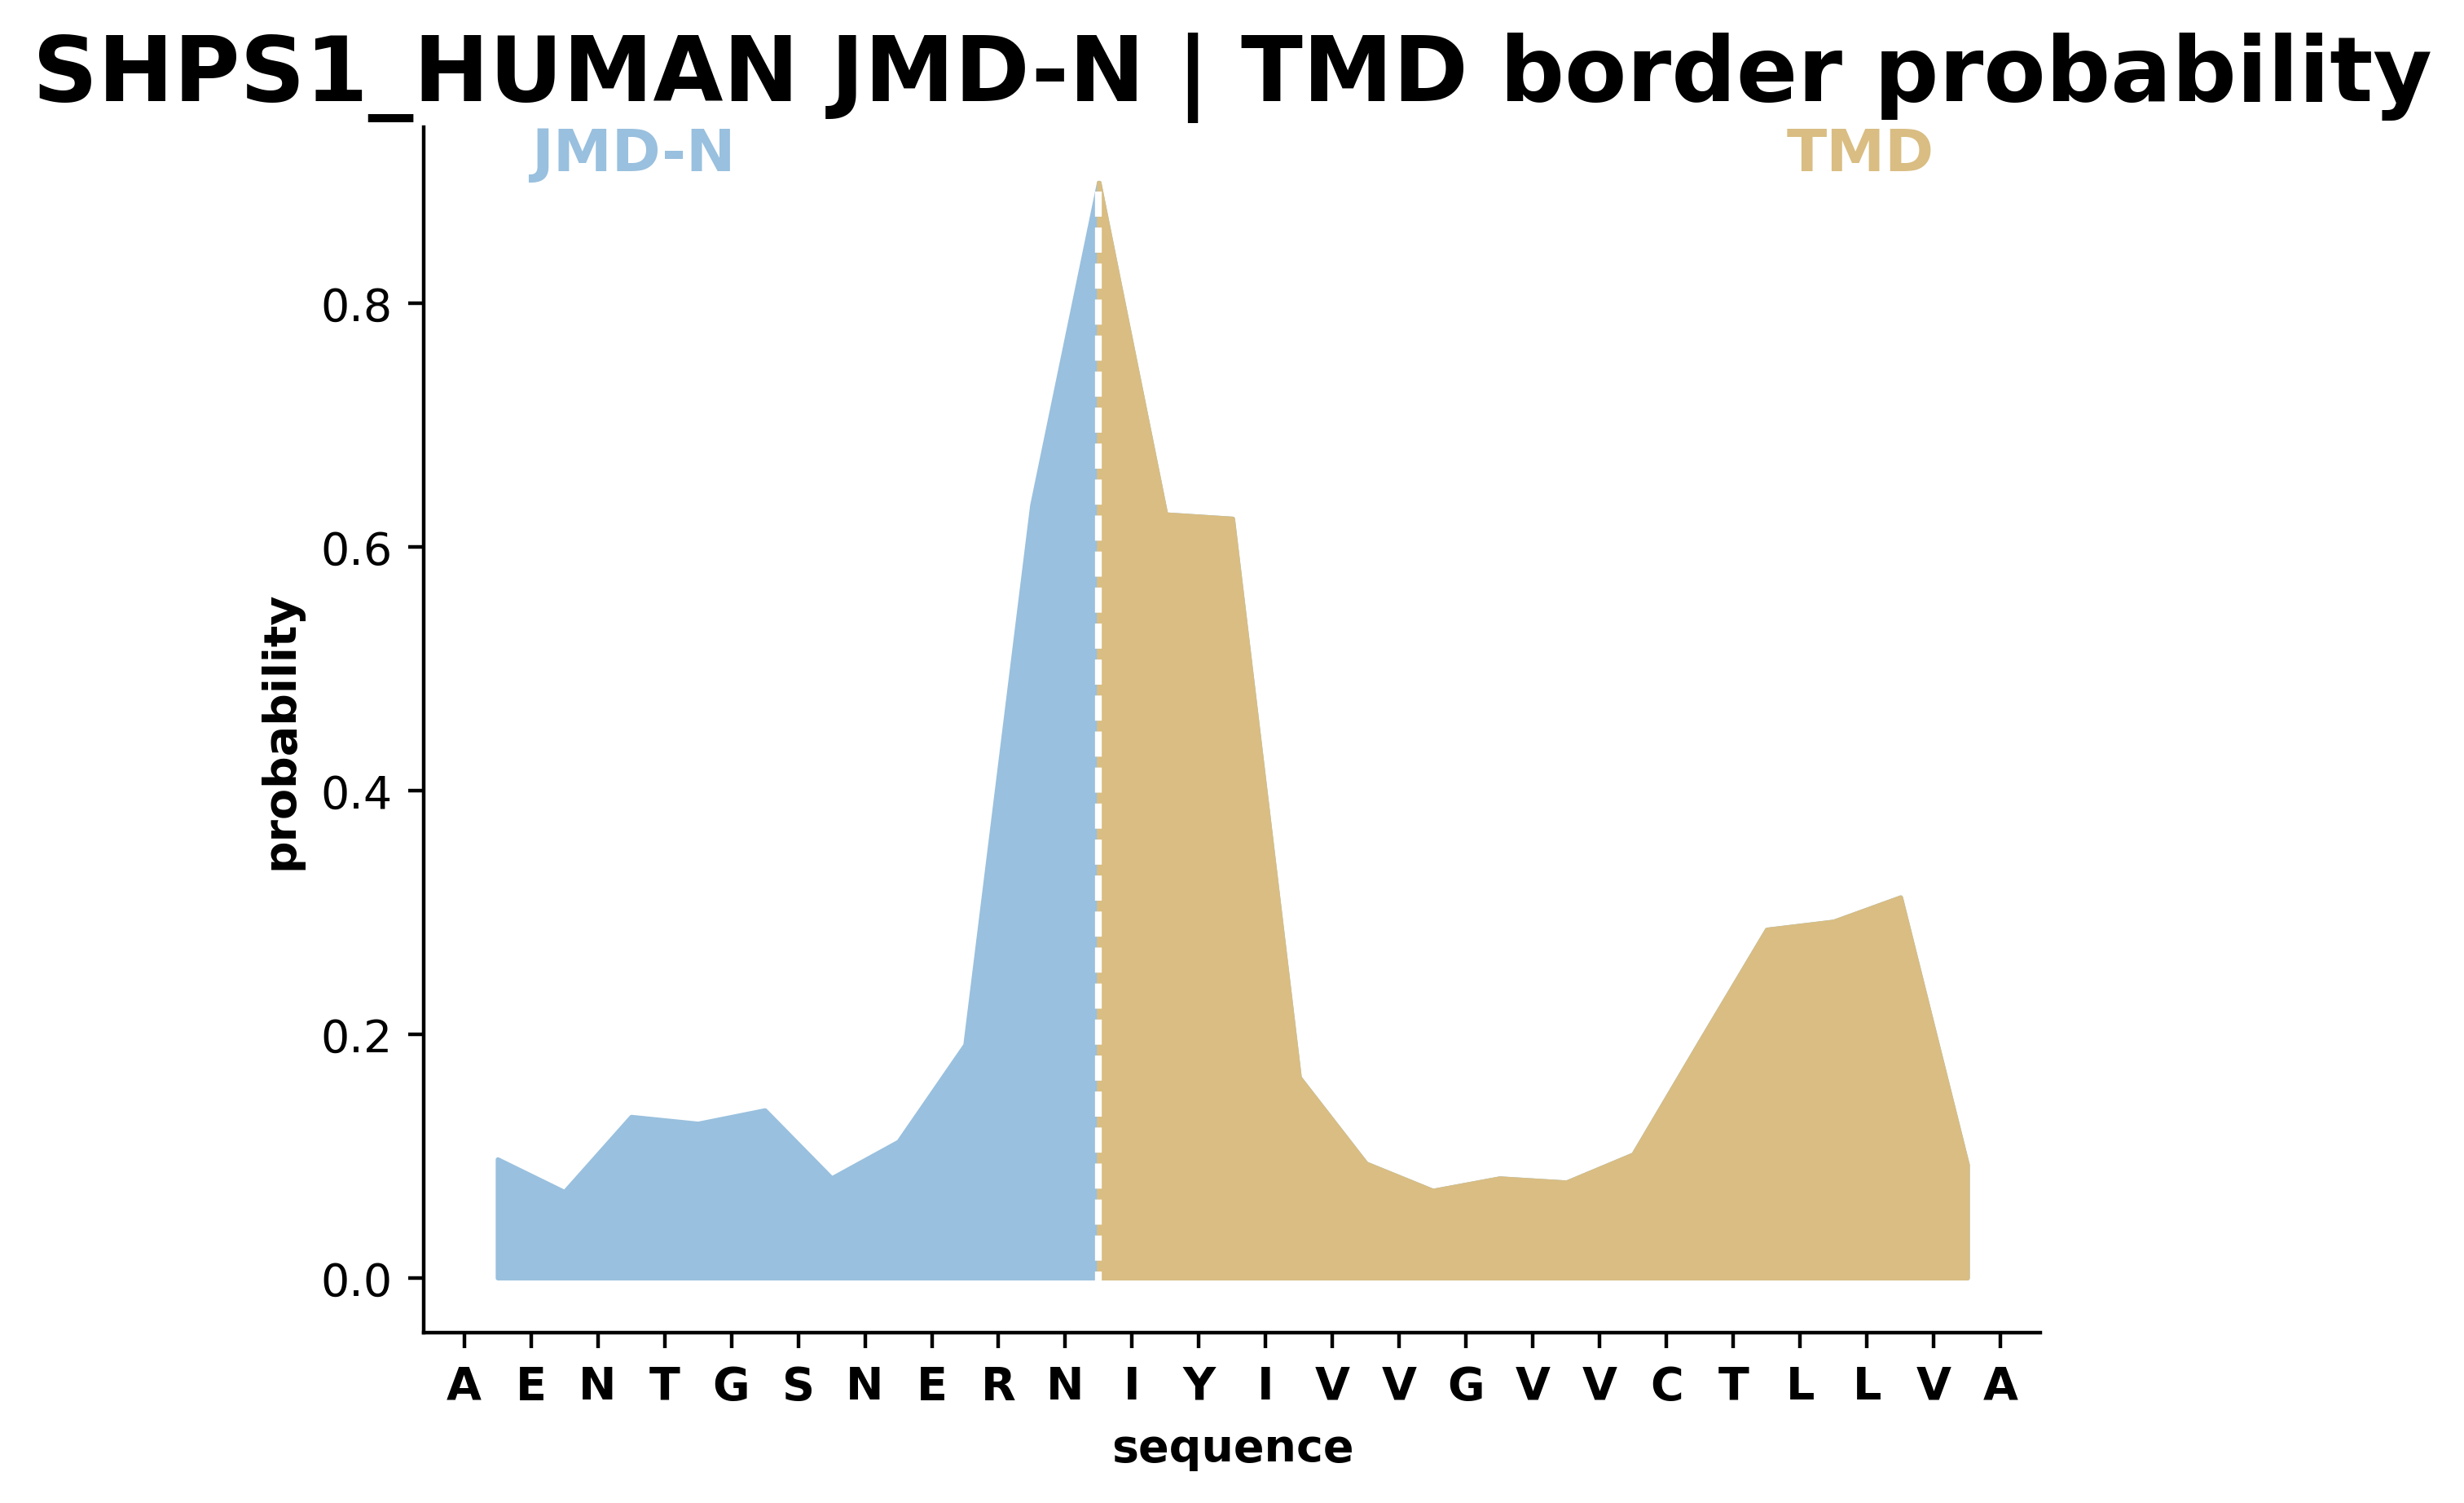 SHPS1_HUMAN JMD-N | TMD border probability
JMD-N TMD
0.8
0.6
0.4
0.2
0.0
probability
A E N T G S N E R N I Y I V V G V V C T L L V A
sequence